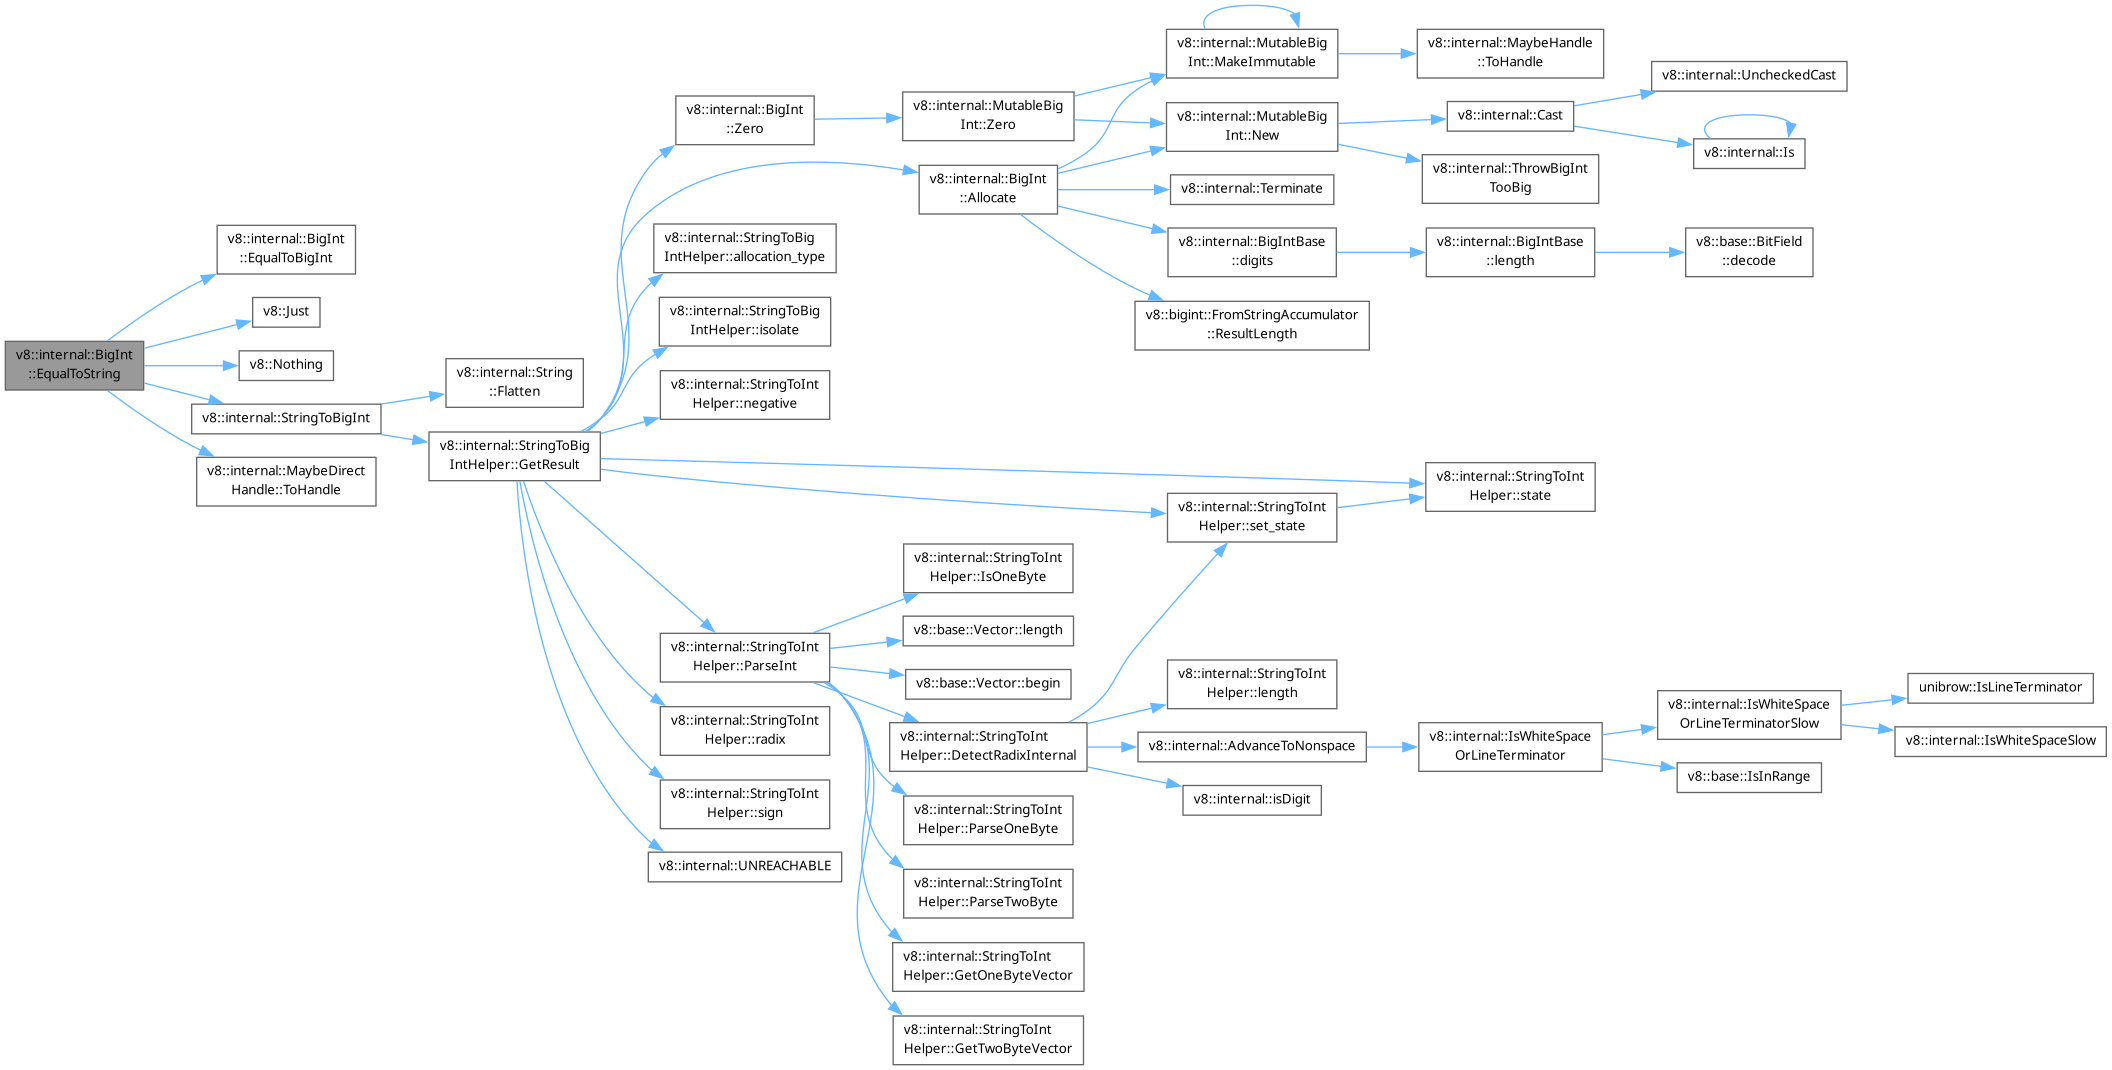 v8::internal::BigInt
::EqualToString
v8::internal::BigInt
::EqualToBigInt
v8::Just
v8::Nothing
v8::internal::StringToBigInt
v8::internal::MaybeDirect
Handle::ToHandle
v8::internal::String
::Flatten
v8::internal::StringToBig
IntHelper::GetResult
v8::internal::BigInt
::Zero
v8::internal::StringToBig
IntHelper::allocation_type
v8::internal::StringToBig
IntHelper::isolate
v8::internal::StringToInt
Helper::negative
v8::internal::StringToInt
Helper::ParseInt
v8::internal::StringToInt
Helper::radix
v8::internal::StringToInt
Helper::sign
v8::internal::UNREACHABLE
v8::internal::MutableBig
Int::Zero
v8::internal::BigInt
::Allocate
v8::internal::StringToInt
Helper::IsOneByte
v8::base::Vector::length
v8::base::Vector::begin
v8::internal::StringToInt
Helper::DetectRadixInternal
v8::internal::StringToInt
Helper::ParseOneByte
v8::internal::StringToInt
Helper::ParseTwoByte
v8::internal::StringToInt
Helper::GetOneByteVector
v8::internal::StringToInt
Helper::GetTwoByteVector
v8::internal::MutableBig
Int::MakeImmutable
v8::internal::MutableBig
Int::New
v8::internal::Terminate
v8::internal::BigIntBase
::digits
v8::bigint::FromStringAccumulator
::ResultLength
v8::internal::StringToInt
Helper::set_state
v8::internal::StringToInt
Helper::length
v8::internal::AdvanceToNonspace
v8::internal::isDigit
v8::internal::MaybeHandle
::ToHandle
v8::internal::Cast
v8::internal::ThrowBigInt
TooBig
v8::internal::BigIntBase
::length
v8::internal::StringToInt
Helper::state
v8::internal::IsWhiteSpace
OrLineTerminator
v8::internal::UncheckedCast
v8::internal::Is
v8::base::BitField
::decode
v8::internal::IsWhiteSpace
OrLineTerminatorSlow
v8::base::IsInRange
unibrow::IsLineTerminator
v8::internal::IsWhiteSpaceSlow